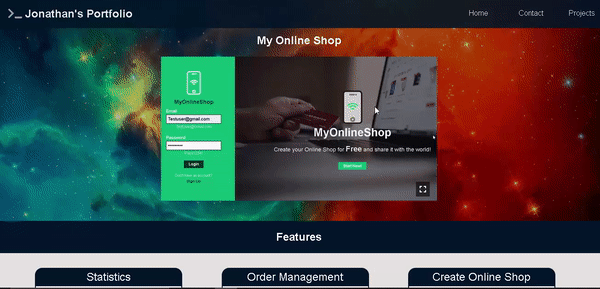 Jonathan's Portfolio
Home Contact Projects
My Online Shop
MyOnlineShop
Email
Testuser@gmail.com
Password
Login
Sign Up
MyOnlineShop
Create your Online Shop for Free and share it with the world!
Start Now!
Features
Statistics
Order Management
Create Online Shop